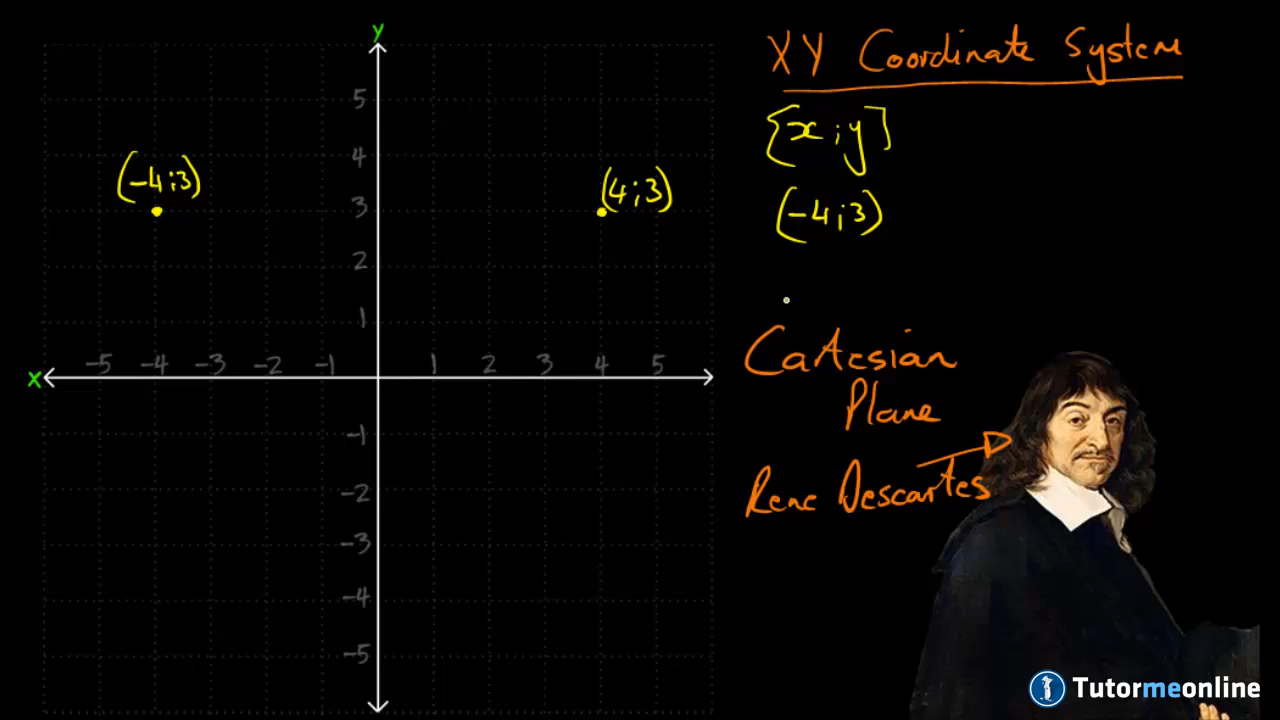 XY Coordinate System
[x;y]
(-4;3)
y
5
4
3
2
1
(-4;3)
(4;3)
x
-5 -4 -3 -2 -1 1 2 3 4 5
-1
-2
-3
-4
-5
Cartesian
Plane
Rene Descartes
Tutormeonline